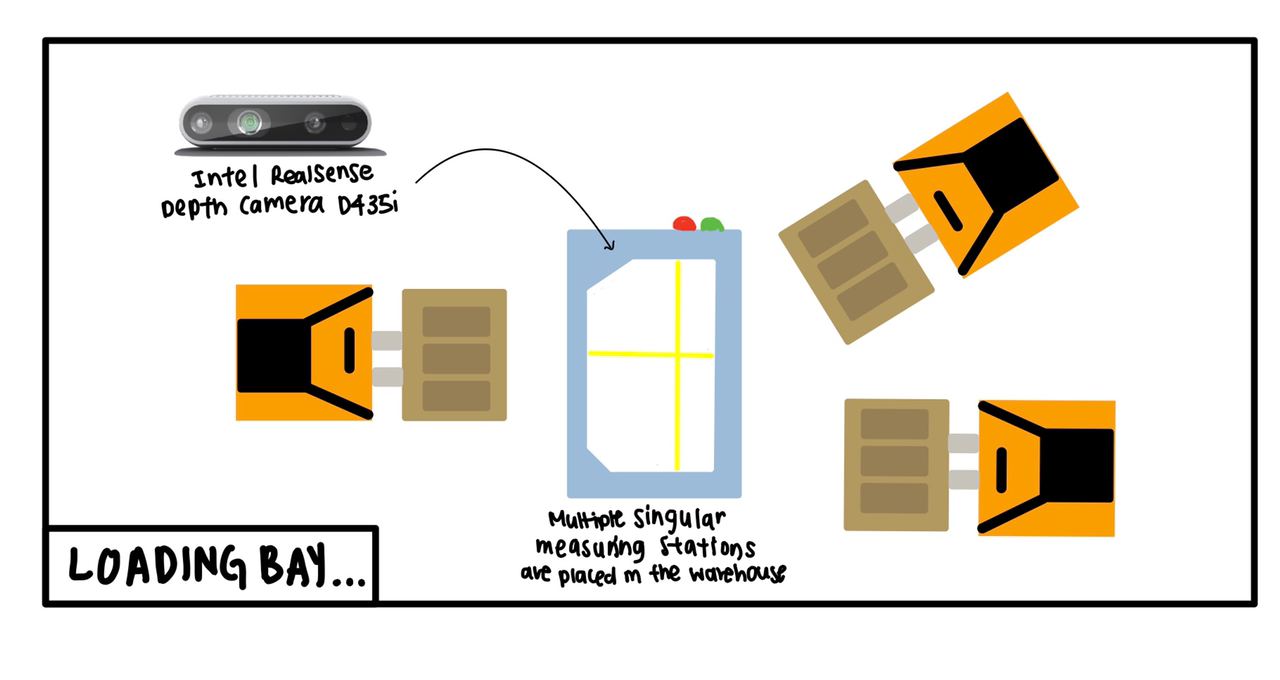 Intel RealSense
Depth Camera D435i
Multiple Singular
measuring Stations
are placed in the warehouse
LOADING BAY...